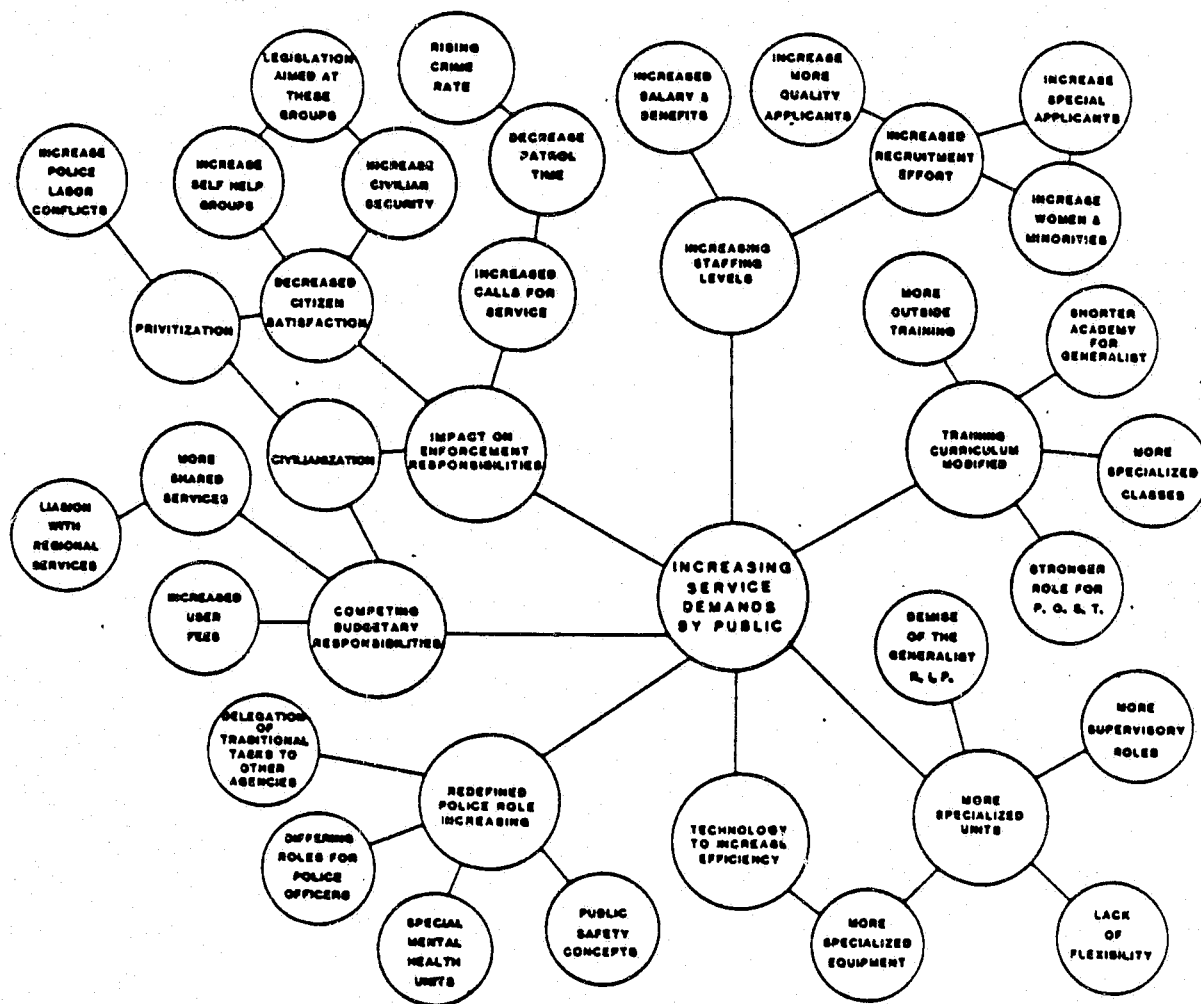 LEGISLATION
AIMED AT
THESE
GROUPS
RISING
CRIME
RATE
INCREASED
SALARY &
BENEFITS
INCREASE
MORE
QUALITY
APPLICANTS
INCREASE
SPECIAL
APPLICANTS
INCREASE
POLICE
LABOR
CONFLICTS
INCREASE
SELF HELP
GROUPS
INCREASE
CIVILIAN
SECURITY
DECREASE
PATROL
TIME
INCREASED
RECRUITMENT
EFFORT
INCREASE
WOMEN &
MINORITIES
PRIVITIZATION
DECREASED
CITIZEN
SATISFACTION
INCREASED
CALLS FOR
SERVICE
INCREASING
STAFFING
LEVELS
MORE
OUTSIDE
TRAINING
SHORTER
ACADEMY
FOR
GENERALIST
CIVILIANIZATION
IMPACT ON
ENFORCEMENT
RESPONSIBILITIES
TRAINING
CURRICULUM
MODIFIED
MORE
SPECIALIZED
CLASSES
MORE
SHARED
SERVICES
LIASION
WITH
REGIONAL
SERVICES
INCREASED
USER
FEES
COMPETING
BUDGETARY
RESPONSIBILITIES
INCREASING
SERVICE
DEMANDS
BY PUBLIC
STRONGER
ROLE FOR
P. O. S. T.
DEMISE
OF THE
GENERALIST
R. I. P.
DELEGATION
OF
TRADITIONAL
TASKS TO
OTHER
AGENCIES
REDEFINED
POLICE ROLE
INCREASING
TECHNOLOGY
TO INCREASE
EFFICIENCY
MORE
SPECIALIZED
UNITS
MORE
SUPERVISORY
ROLES
DIFFERING
ROLES FOR
POLICE
OFFICERS
SPECIAL
MENTAL
HEALTH
UNITS
PUBLIC
SAFETY
CONCEPTS
MORE
SPECIALIZED
EQUIPMENT
LACK
OF
FLEXIBILITY